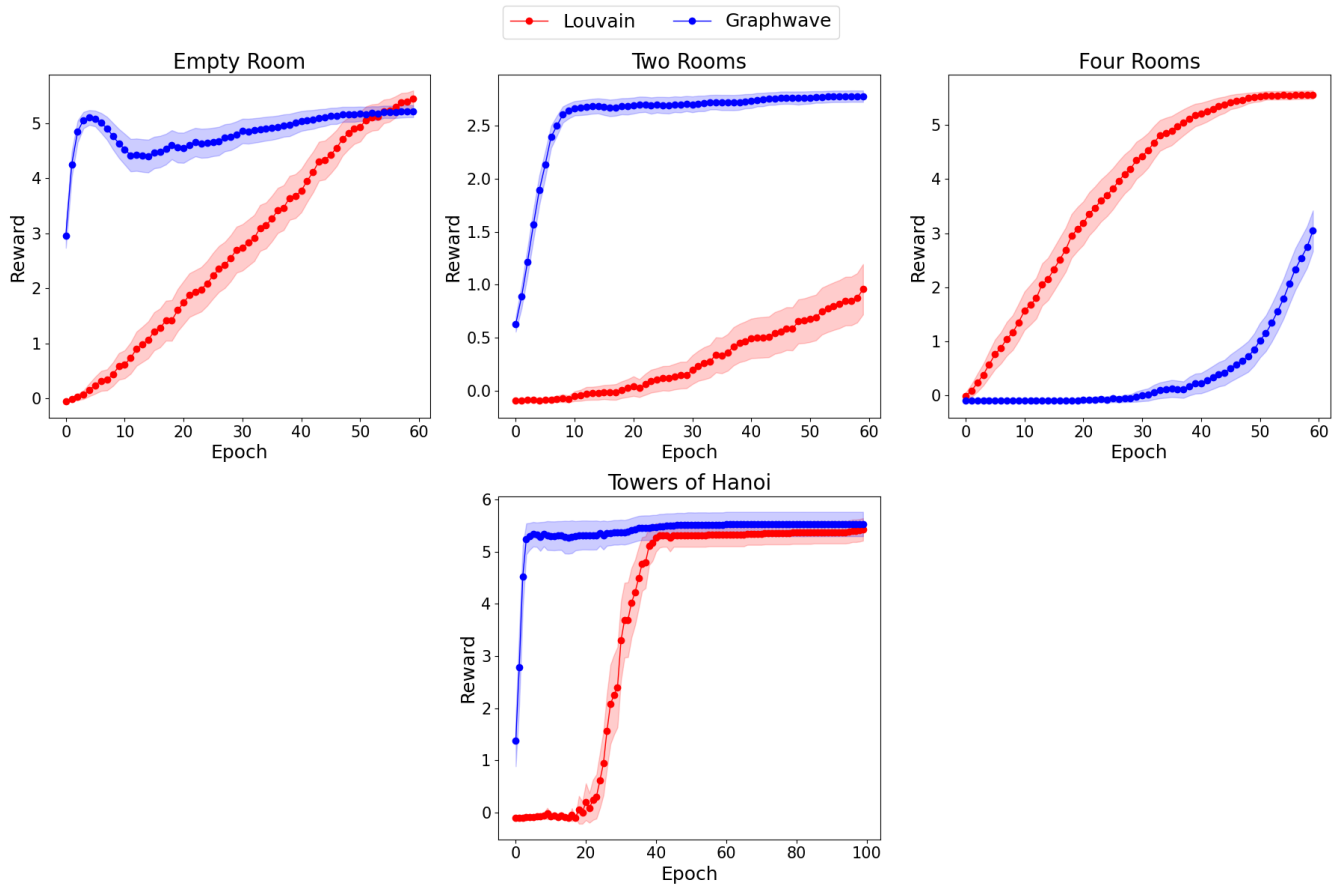 Louvain Graphwave
Empty Room
Two Rooms
Four Rooms
Reward
5
4
3
2
1
0
0 10 20 30 40 50 60
Epoch
Reward
2.5
2.0
1.5
1.0
0.5
0.0
0 10 20 30 40 50 60
Epoch
Reward
5
4
3
2
1
0
0 10 20 30 40 50 60
Epoch
Towers of Hanoi
Reward
6
5
4
3
2
1
0
0 20 40 60 80 100
Epoch